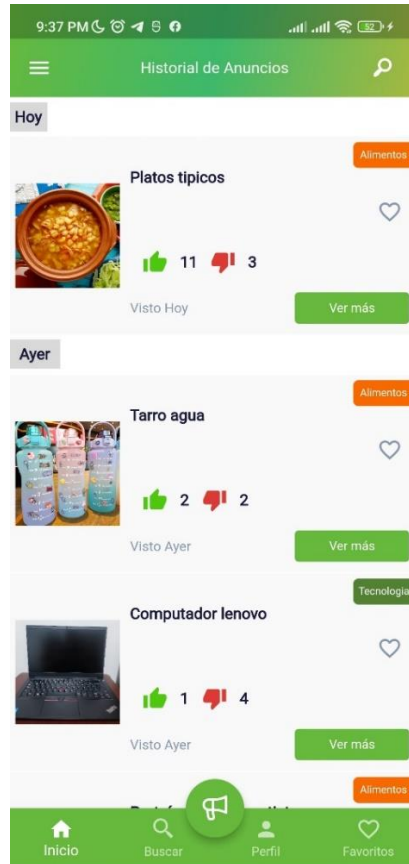 9:37 PM
52
Historial de Anuncios
Hoy
Alimentos
Platos tipicos
11 3
Visto Hoy Ver más
Ayer
Alimentos
Tarro agua
2 2
Visto Ayer Ver más
Tecnologia
Computador lenovo
1 4
Visto Ayer Ver más
Alimentos
Inicio Buscar Perfil Favoritos